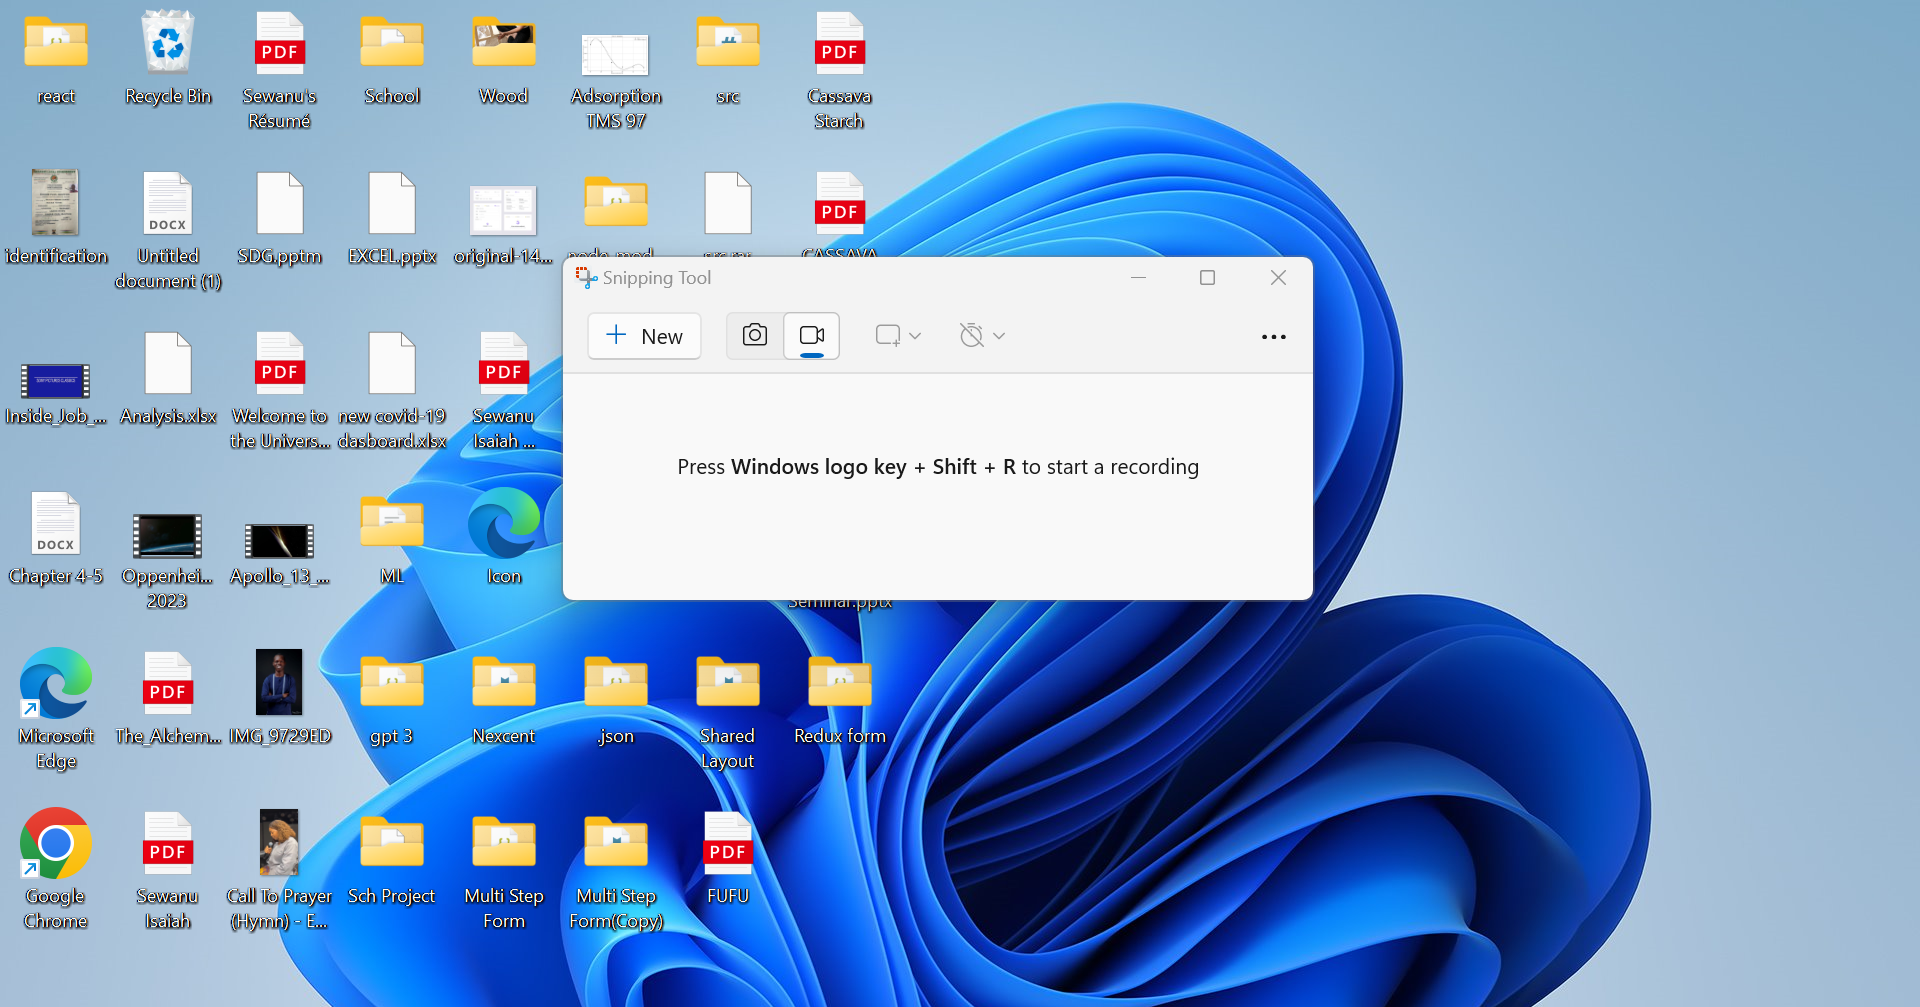 react
Recycle Bin
Sewanu's
Résumé
School
Wood
Adsorption
TMS 97
src
Cassava
Starch
identification
Untitled
document (1)
SDG.pptm
EXCEL.pptx
original-14...
CASSAVA
Snipping Tool
New
Press Windows logo key + Shift + R to start a recording
Inside_Job_...
Analysis.xlsx
Welcome to
the Univers...
new covid-19
dasboard.xlsx
Sewanu
Isaiah ...
Chapter 4-5
Oppenhei...
2023
Apollo_13_...
ML
Icon
Seminar.pptx
Microsoft
Edge
The_Alchem...
IMG_9729ED
gpt 3
Nexcent
.json
Shared
Layout
Redux form
Google
Chrome
Sewanu
Isaiah
Call To Prayer
(Hymn) - E...
Sch Project
Multi Step
Form
Multi Step
Form(Copy)
FUFU
PDF
PDF
DOCX
PDF
PDF
PDF
DOCX
PDF
PDF
PDF